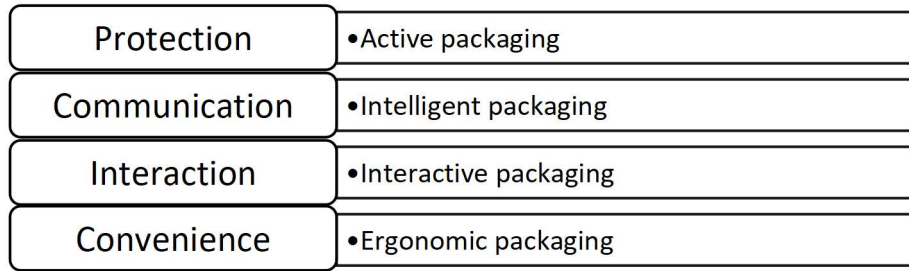 Protection
•Active packaging
Communication
•Intelligent packaging
Interaction
•Interactive packaging
Convenience
•Ergonomic packaging